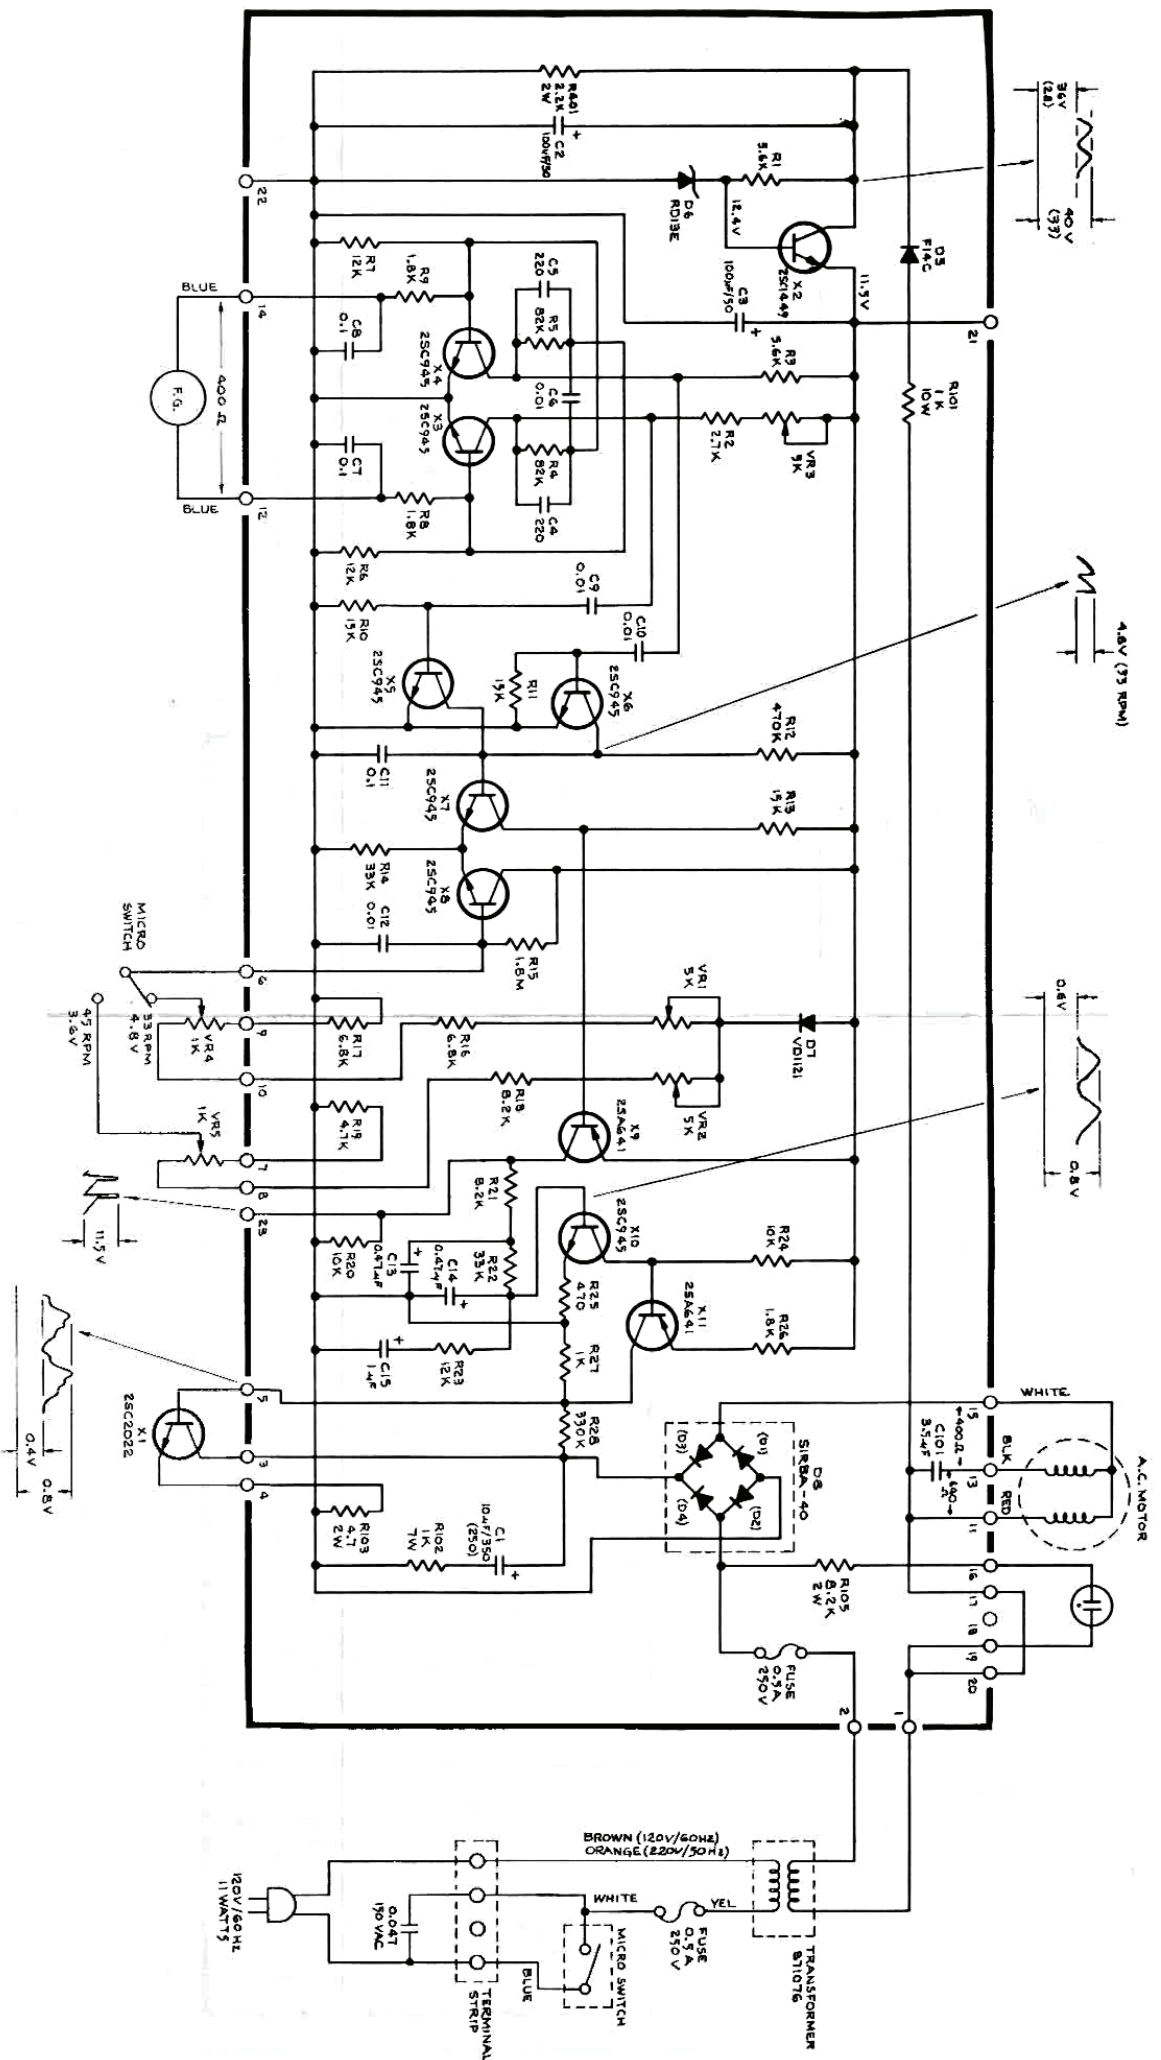 36V
(28)
40V
(33)
4.8V (33 RPM)
0.6V
0.8V
R401
2.2K
2W
C2
100µF/50
R1
5.6K
D6
RD13E
12.4V
X2
2SC1449
11.5V
D5
F14C
21
R101
1K
10W
C3
100µF/50
R3
5.6K
VR3
5K
R2
2.7K
22
R7
12K
R9
1.8K
C5
220
R5
82K
C6
0.01
R4
82K
C4
220
X4
2SC945
X3
2SC945
C8
0.1
C7
0.1
BLUE
14
F.G.
400Ω
BLUE
12
R8
1.8K
R6
12K
R10
15K
C9
0.01
C10
0.01
X5
2SC945
X6
2SC945
R11
15K
R12
470K
R13
15K
C11
0.1
X7
2SC945
X8
2SC945
R14
33K
C12
0.01
R15
1.8M
MICRO
SWITCH
6
33 RPM
4.8V
45 RPM
3.6V
VR4
1K
9
10
R17
6.8K
R16
6.8K
VR1
5K
D7
VD1121
VR2
5K
R18
8.2K
R19
4.7K
VR5
1K
7
8
23
11.5V
X9
2SA641
R21
8.2K
R22
33K
X10
2SC945
R20
10K
C13
0.47µF
C14
0.47µF
R25
470
R24
10K
X11
2SA641
R26
1.8K
R27
1K
R23
12K
C15
1µF
R28
330K
5
X1
2SC2022
3
4
0.4V
0.8V
R103
4.7
2W
R102
1K
7W
C1
10µF/350
(250)
D8
SIRBA-40
(D1)
(D2)
(D3)
(D4)
WHITE
15
400Ω
BLK
13
C101
3.5µF
RED
11
A.C. MOTOR
R105
8.2K
2W
16
17
18
19
20
FUSE
0.5A
250V
2
1
BROWN (120V/60HZ)
ORANGE (220V/50HZ)
TRANSFORMER
871076
WHITE
YEL
FUSE
0.5A
250V
MICRO SWITCH
BLUE
TERMINAL
STRIP
0.047
150VAC
120V/60HZ
11 WATTS